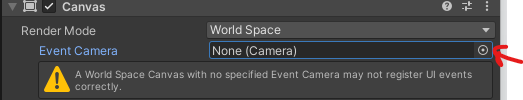 Canvas
Render Mode World Space
Event Camera None (Camera)
A World Space Canvas with no specified Event Camera may not register UI events
correctly.